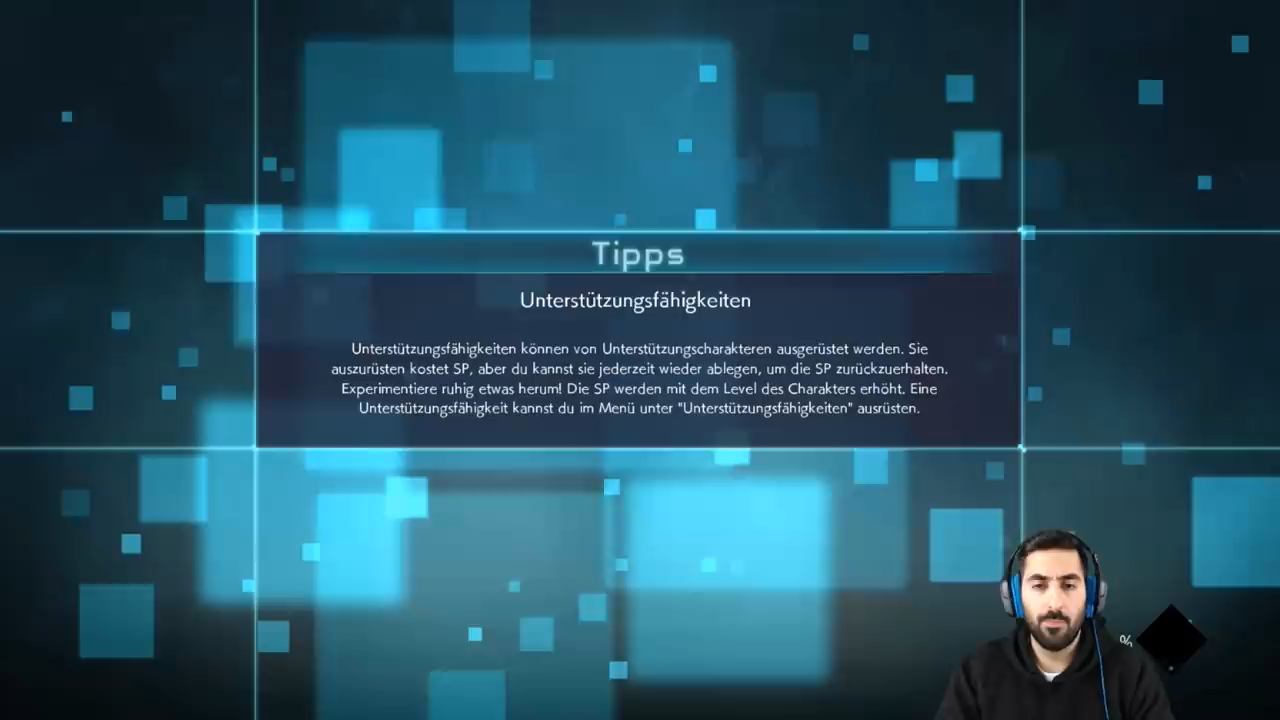 Tipps
Unterstützungsfähigkeiten
Unterstützungsfähigkeiten können von Unterstützungscharakteren ausgerüstet werden. Sie
auszurüsten kostet SP, aber du kannst sie jederzeit wieder ablegen, um die SP zurückzuerhalten.
Experimentiere ruhig etwas herum! Die SP werden mit dem Level des Charakters erhöht. Eine
Unterstützungsfähigkeit kannst du im Menü unter "Unterstützungsfähigkeiten" ausrüsten.
%